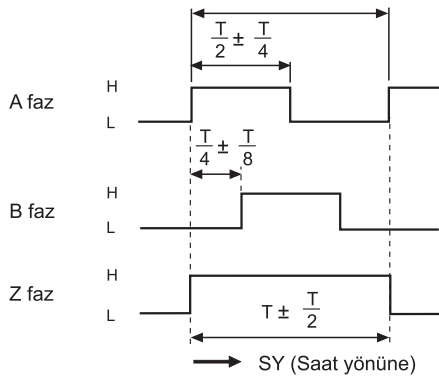 T/2 ± T/4
H
A faz
L
T/4 ± T/8
H
B faz
L
H
Z faz
L
T ± T/2
SY (Saat yönüne)